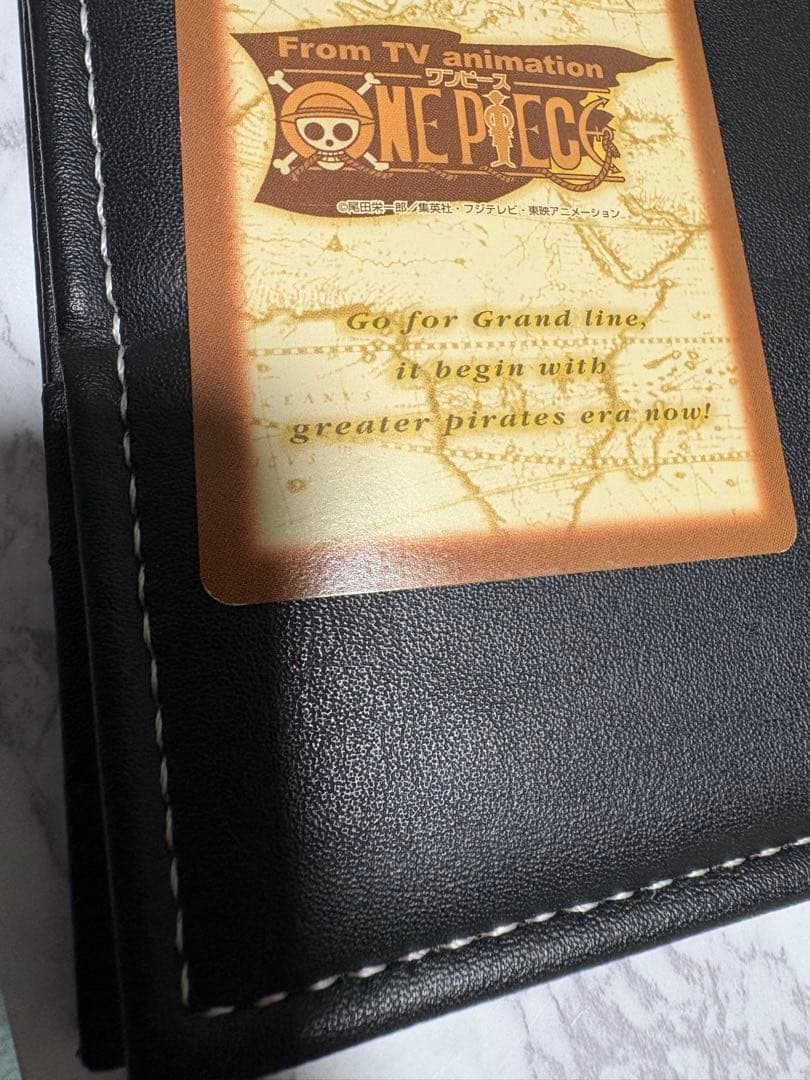 From TV animation
ワンピース
ONE PIECE
©尾田栄一郎／集英社・フジテレビ・東映アニメーション
Go for Grand line,
it begin with
greater pirates era now!